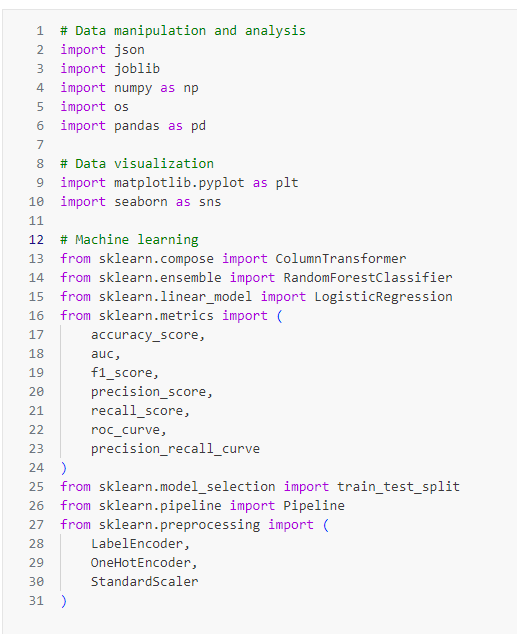 1 # Data manipulation and analysis
2 import json
3 import joblib
4 import numpy as np
5 import os
6 import pandas as pd
7
8 # Data visualization
9 import matplotlib.pyplot as plt
10 import seaborn as sns
11
12 # Machine learning
13 from sklearn.compose import ColumnTransformer
14 from sklearn.ensemble import RandomForestClassifier
15 from sklearn.linear_model import LogisticRegression
16 from sklearn.metrics import (
17     accuracy_score,
18     auc,
19     f1_score,
20     precision_score,
21     recall_score,
22     roc_curve,
23     precision_recall_curve
24 )
25 from sklearn.model_selection import train_test_split
26 from sklearn.pipeline import Pipeline
27 from sklearn.preprocessing import (
28     LabelEncoder,
29     OneHotEncoder,
30     StandardScaler
31 )